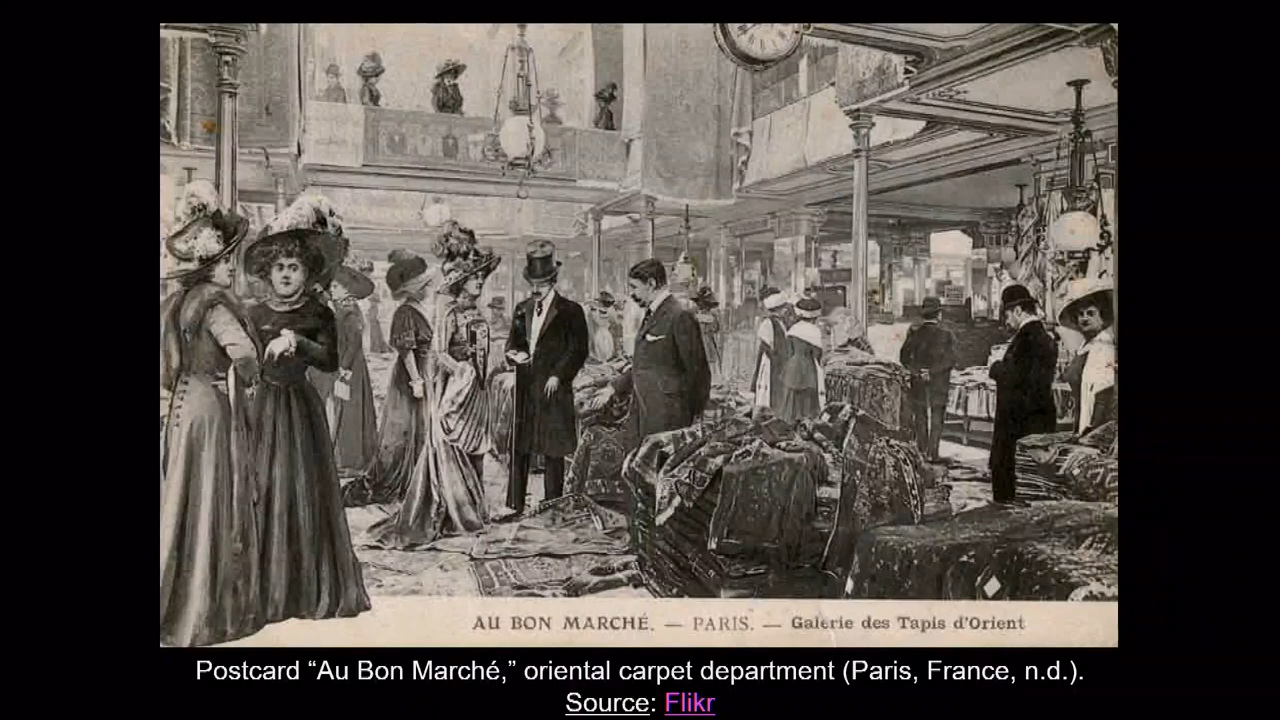 AU BON MARCHÉ. — PARIS. — Galerie des Tapis d'Orient
Postcard “Au Bon Marché,” oriental carpet department (Paris, France, n.d.).
Source: Flikr